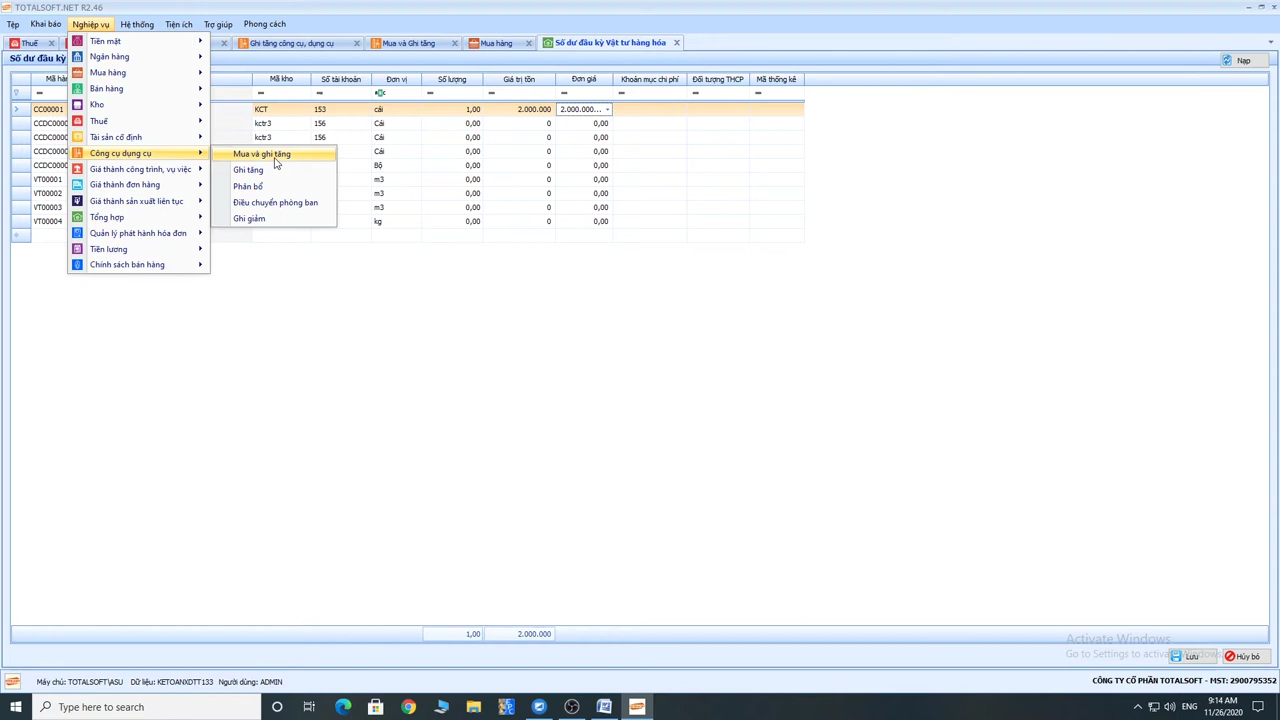 TOTALSOFT.NET R2.46
Tệp Khai báo Nghiệp vụ Hệ thống Tiện ích Trợ giúp Phong cách
Thuế Ghi tăng công cụ, dụng cụ Mua và Ghi tăng Mua hàng Số dư đầu kỳ Vật tư hàng hóa
Số dư đầu kỳ Nạp
Mã hàn Mã kho Số tài khoản Đơn vị Số lượng Giá trị tồn Đơn giá Khoản mục chi phí Đối tượng THCP Mã thống kê
CC00001 KCT 153 cái 1,00 2.000.000 2.000.000...
CCDC0000 kctr3 156 Cái 0,00 0 0,00
CCDC0000 kctr3 156 Cái 0,00 0 0,00
CCDC0000 Cái 0,00 0 0,00
CCDC0000 Bộ 0,00 0 0,00
VT00001 m3 0,00 0 0,00
VT00002 m3 0,00 0 0,00
VT00003 m3 0,00 0 0,00
VT00004 kg 0,00 0 0,00
Tiền mặt
Ngân hàng
Mua hàng
Bán hàng
Kho
Thuế
Tài sản cố định
Công cụ dụng cụ
Giá thành công trình, vụ việc
Giá thành đơn hàng
Giá thành sản xuất liên tục
Tổng hợp
Quản lý phát hành hóa đơn
Tiền lương
Chính sách bán hàng
Mua và ghi tăng
Ghi tăng
Phân bổ
Điều chuyển phòng ban
Ghi giảm
1,00 2.000.000
Activate Windows
Go to Settings to activate Windows.
Lưu Hủy bỏ
Máy chủ: TOTALSOFT\ASU Dữ liệu: KETOANXDTT133 Người dùng: ADMIN CÔNG TY CỔ PHẦN TOTALSOFT - MST: 2900795352
Type here to search ENG 9:14 AM
11/26/2020